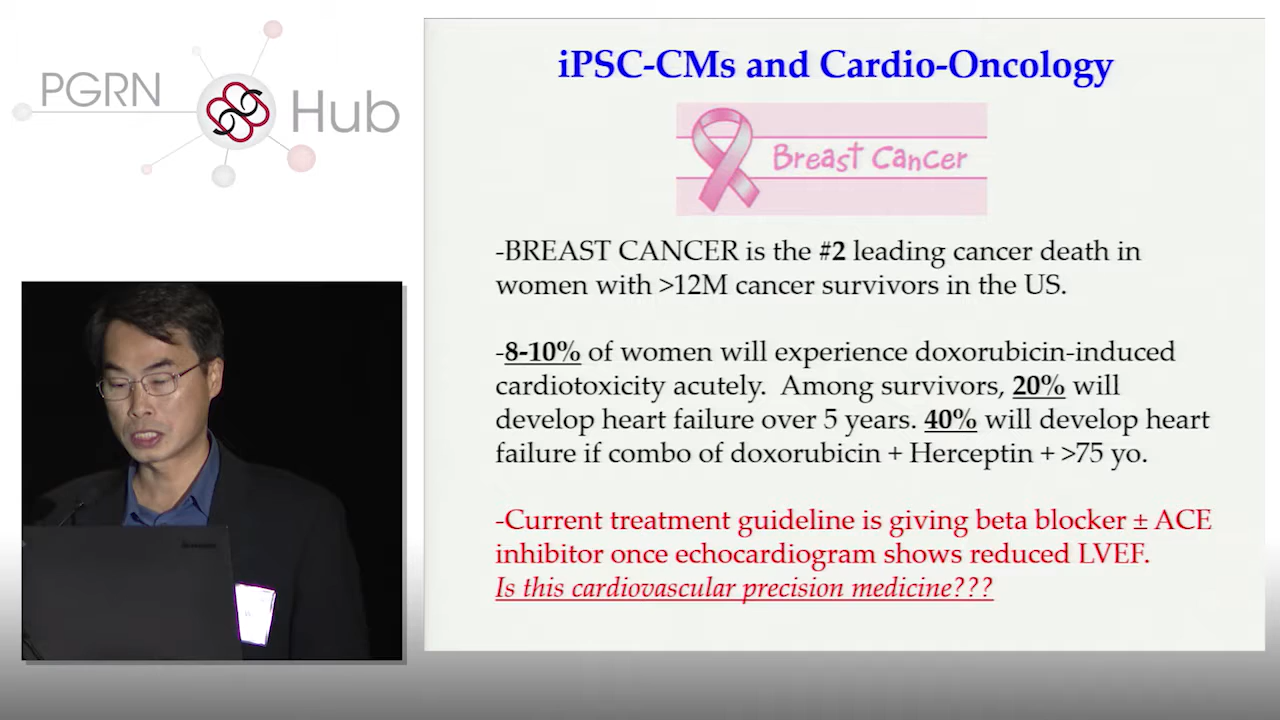 PGRN
Hub
iPSC-CMs and Cardio-Oncology
Breast Cancer
-BREAST CANCER is the #2 leading cancer death in
women with >12M cancer survivors in the US.
-8-10% of women will experience doxorubicin-induced
cardiotoxicity acutely. Among survivors, 20% will
develop heart failure over 5 years. 40% will develop heart
failure if combo of doxorubicin + Herceptin + >75 yo.
-Current treatment guideline is giving beta blocker ± ACE
inhibitor once echocardiogram shows reduced LVEF.
Is this cardiovascular precision medicine???